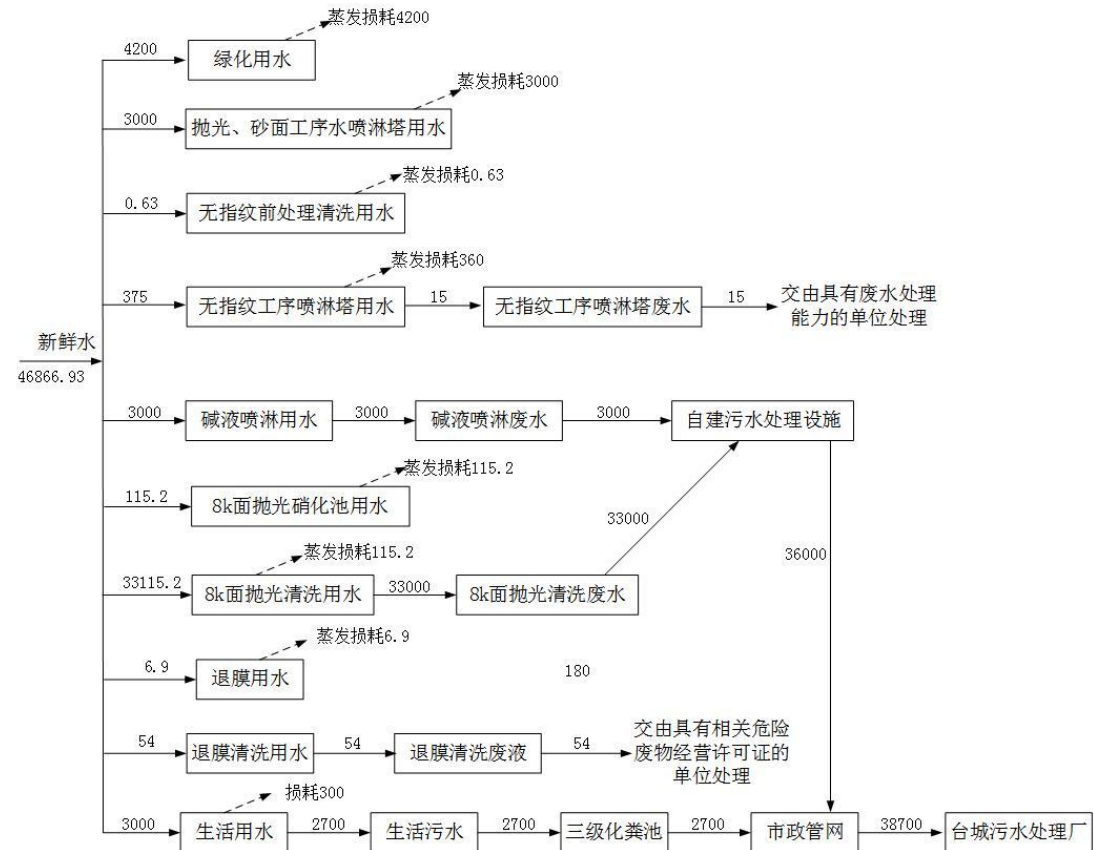 蒸发损耗4200
4200
绿化用水
蒸发损耗3000
3000
抛光、砂面工序水喷淋塔用水
蒸发损耗0.63
0.63
无指纹前处理清洗用水
蒸发损耗360
375
无指纹工序喷淋塔用水
15
无指纹工序喷淋塔废水
15
交由具有废水处理
能力的单位处理
新鲜水
46866.93
3000
碱液喷淋用水
3000
碱液喷淋废水
3000
自建污水处理设施
蒸发损耗115.2
115.2
8k面抛光硝化池用水
33000
36000
蒸发损耗115.2
33115.2
8k面抛光清洗用水
33000
8k面抛光清洗废水
蒸发损耗6.9
6.9
退膜用水
180
54
退膜清洗用水
54
退膜清洗废液
54
交由具有相关危险
废物经营许可证的
单位处理
损耗300
3000
生活用水
2700
生活污水
2700
三级化粪池
2700
市政管网
38700
台城污水处理厂